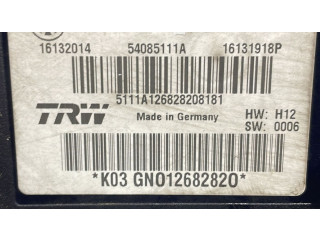 16132014 54085111A 16131918P
5111A126828208181
TRW Made in Germany HW: H12
SW: 0006
*K03 GN012682820*